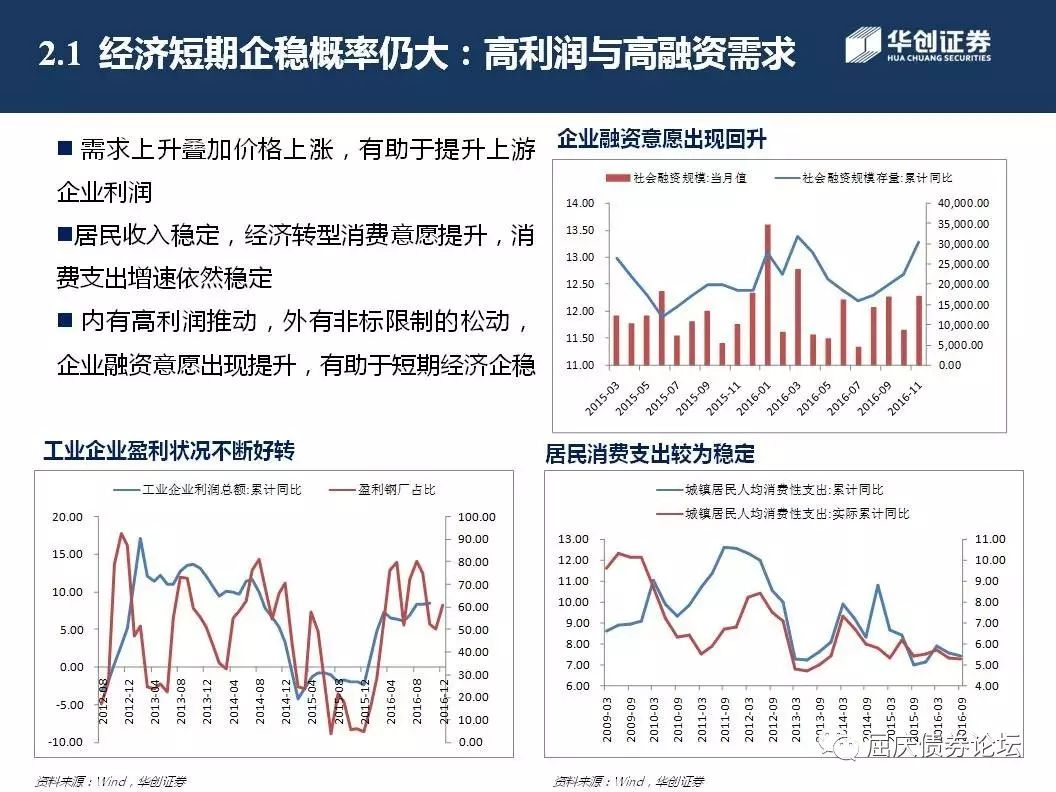 2.1 经济短期企稳概率仍大：高利润与高融资需求
华创证券
HUA CHUANG SECURITIES
■ 需求上升叠加价格上涨，有助于提升上游
企业利润
■居民收入稳定，经济转型消费意愿提升，消
费支出增速依然稳定
■ 内有高利润推动，外有非标限制的松动，
企业融资意愿出现提升，有助于短期经济企稳
企业融资意愿出现回升
社会融资规模:当月值 社会融资规模存量:累计同比
14.00 40,000.00
13.50 35,000.00
13.00 30,000.00
12.50 25,000.00
12.00 20,000.00
11.50 15,000.00
11.00 10,000.00
5,000.00
0.00
2015-03 2015-05 2015-07 2015-09 2015-11 2016-01 2016-03 2016-05 2016-07 2016-09 2016-11
工业企业盈利状况不断好转
工业企业利润总额:累计同比 盈利钢厂占比
20.00 100.00
15.00 90.00
10.00 80.00
5.00 70.00
0.00 60.00
-5.00 50.00
-10.00 40.00
30.00
20.00
10.00
0.00
2012-08 2012-12 2013-04 2013-08 2013-12 2014-04 2014-08 2014-12 2015-04 2015-08 2015-12 2016-04 2016-08 2016-12
居民消费支出较为稳定
城镇居民人均消费性支出:累计同比
城镇居民人均消费性支出:实际累计同比
13.00 11.00
12.00 10.00
11.00 9.00
10.00 8.00
9.00 7.00
8.00 6.00
7.00 5.00
6.00 4.00
2009-03 2009-09 2010-03 2010-09 2011-03 2011-09 2012-03 2012-09 2013-03 2013-09 2014-03 2014-09 2015-03 2015-09 2016-03 2016-09
屈庆债券论坛
资料来源：Wind，华创证券
资料来源：Wind，华创证券